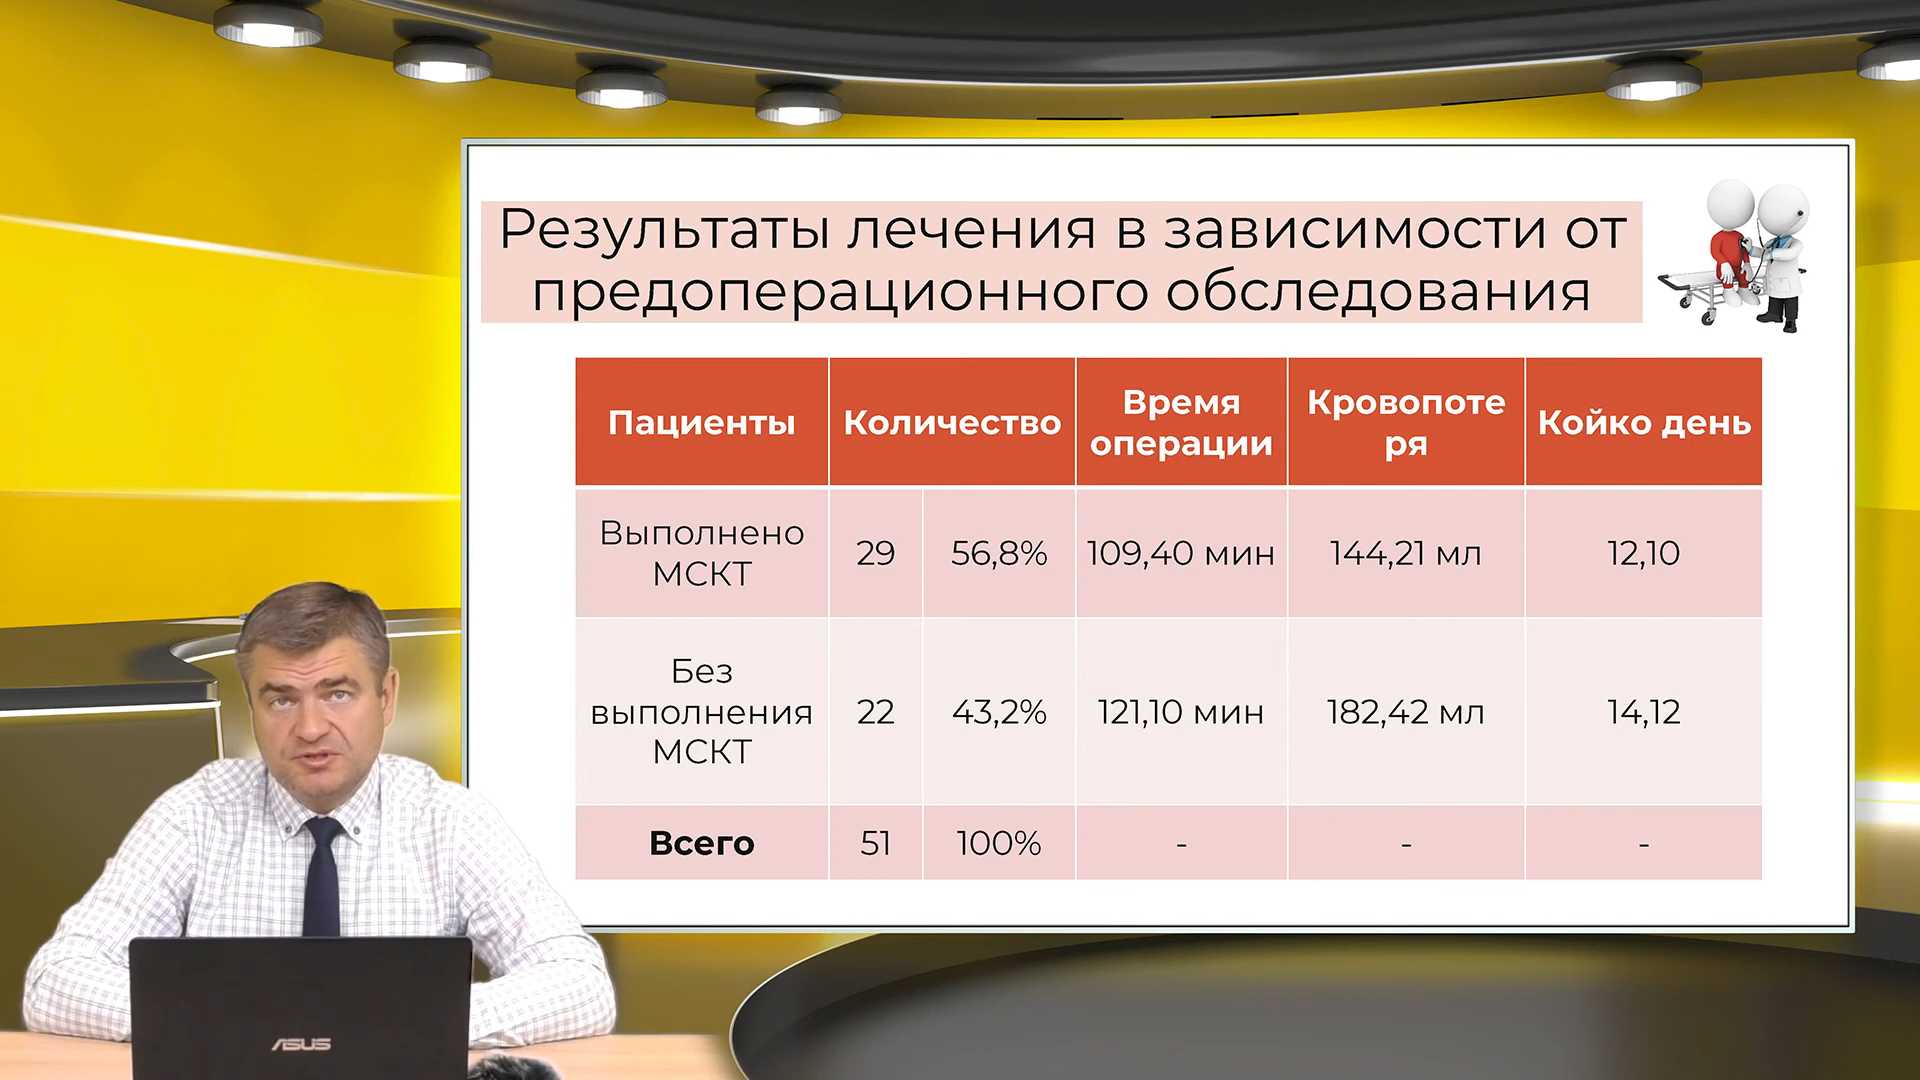 Результаты лечения в зависимости от
предоперационного обследования
Пациенты
Количество
Время
операции
Кровопоте
ря
Койко день
Выполнено
МСКТ
29
56,8%
109,40 мин
144,21 мл
12,10
Без
выполнения
МСКТ
22
43,2%
121,10 мин
182,42 мл
14,12
Всего
51
100%
-
-
-
ASUS